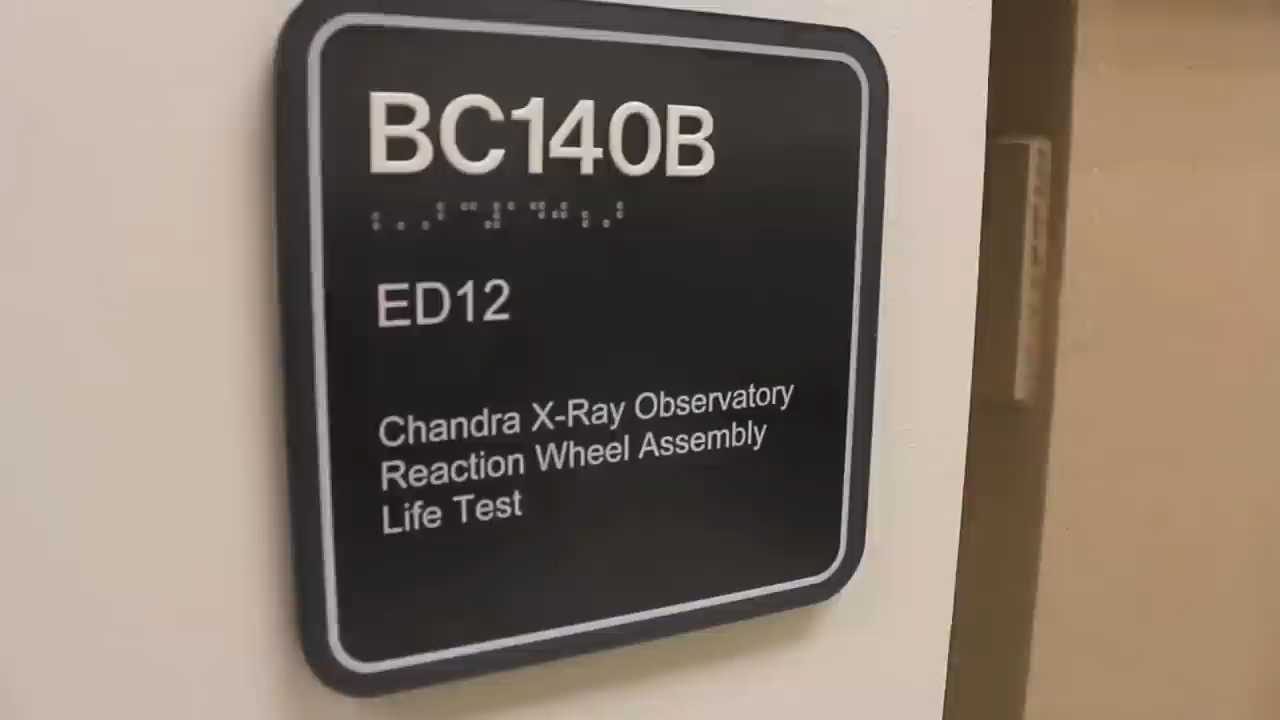 BC140B
ED12
Chandra X-Ray Observatory
Reaction Wheel Assembly
Life Test